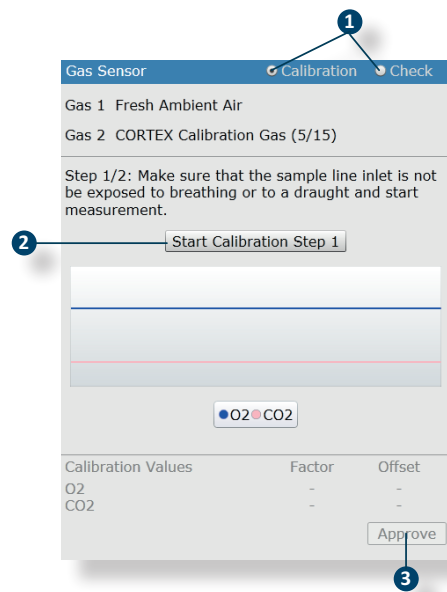 1
Gas Sensor Calibration Check
Gas 1 Fresh Ambient Air
Gas 2 CORTEX Calibration Gas (5/15)
Step 1/2: Make sure that the sample line inlet is not
be exposed to breathing or to a draught and start
measurement.
2
Start Calibration Step 1
O2 CO2
Calibration Values Factor Offset
O2 - -
CO2 - -
Approve
3